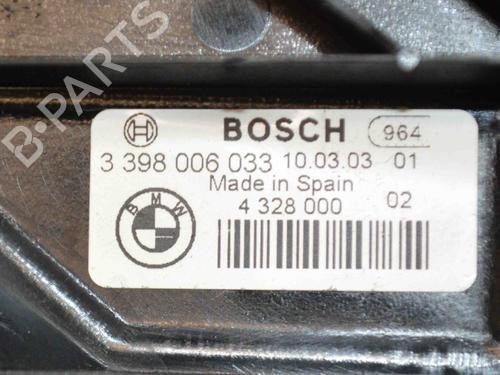 B-PARTS
BOSCH 964
3 398 006 033 10.03.03 01
Made in Spain
4 328 000 02
BMW